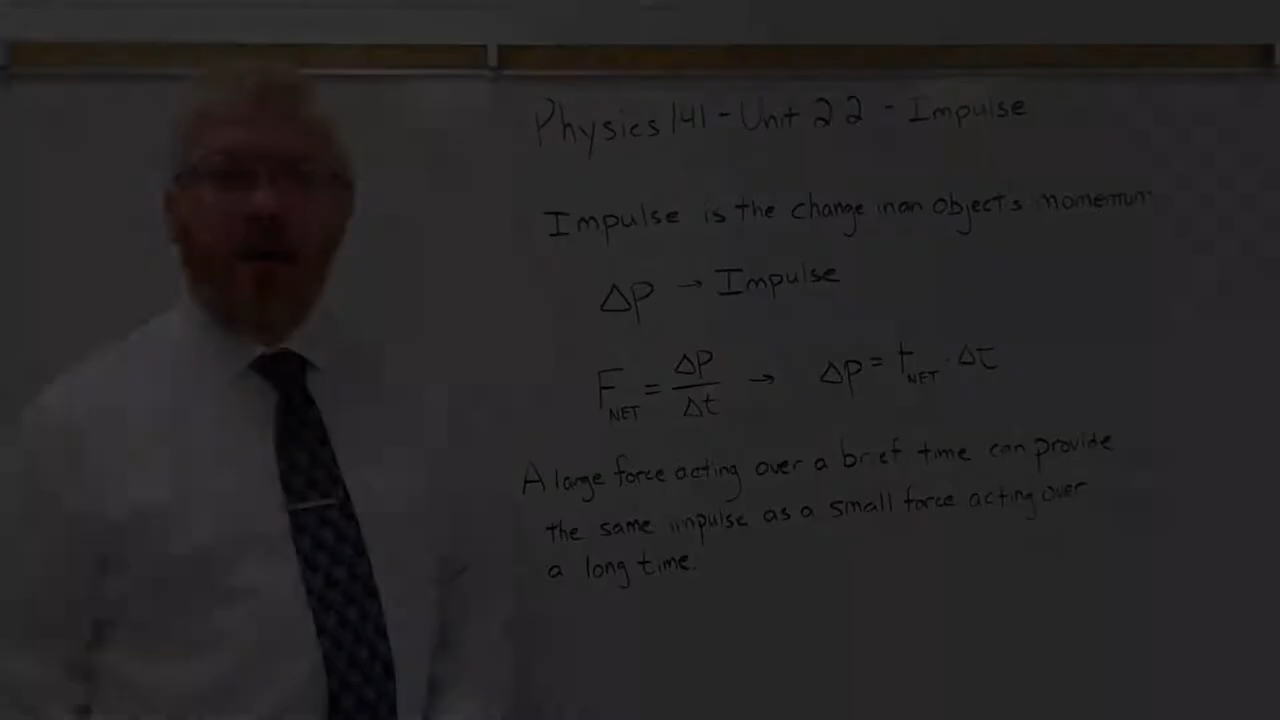 Physics 141 - Unit 22 - Impulse
Impulse is the change in an object's momentum
Δp → Impulse
F_NET = Δp/Δt → Δp = F_NET · Δt
A large force acting over a brief time can provide
the same impulse as a small force acting over
a long time.